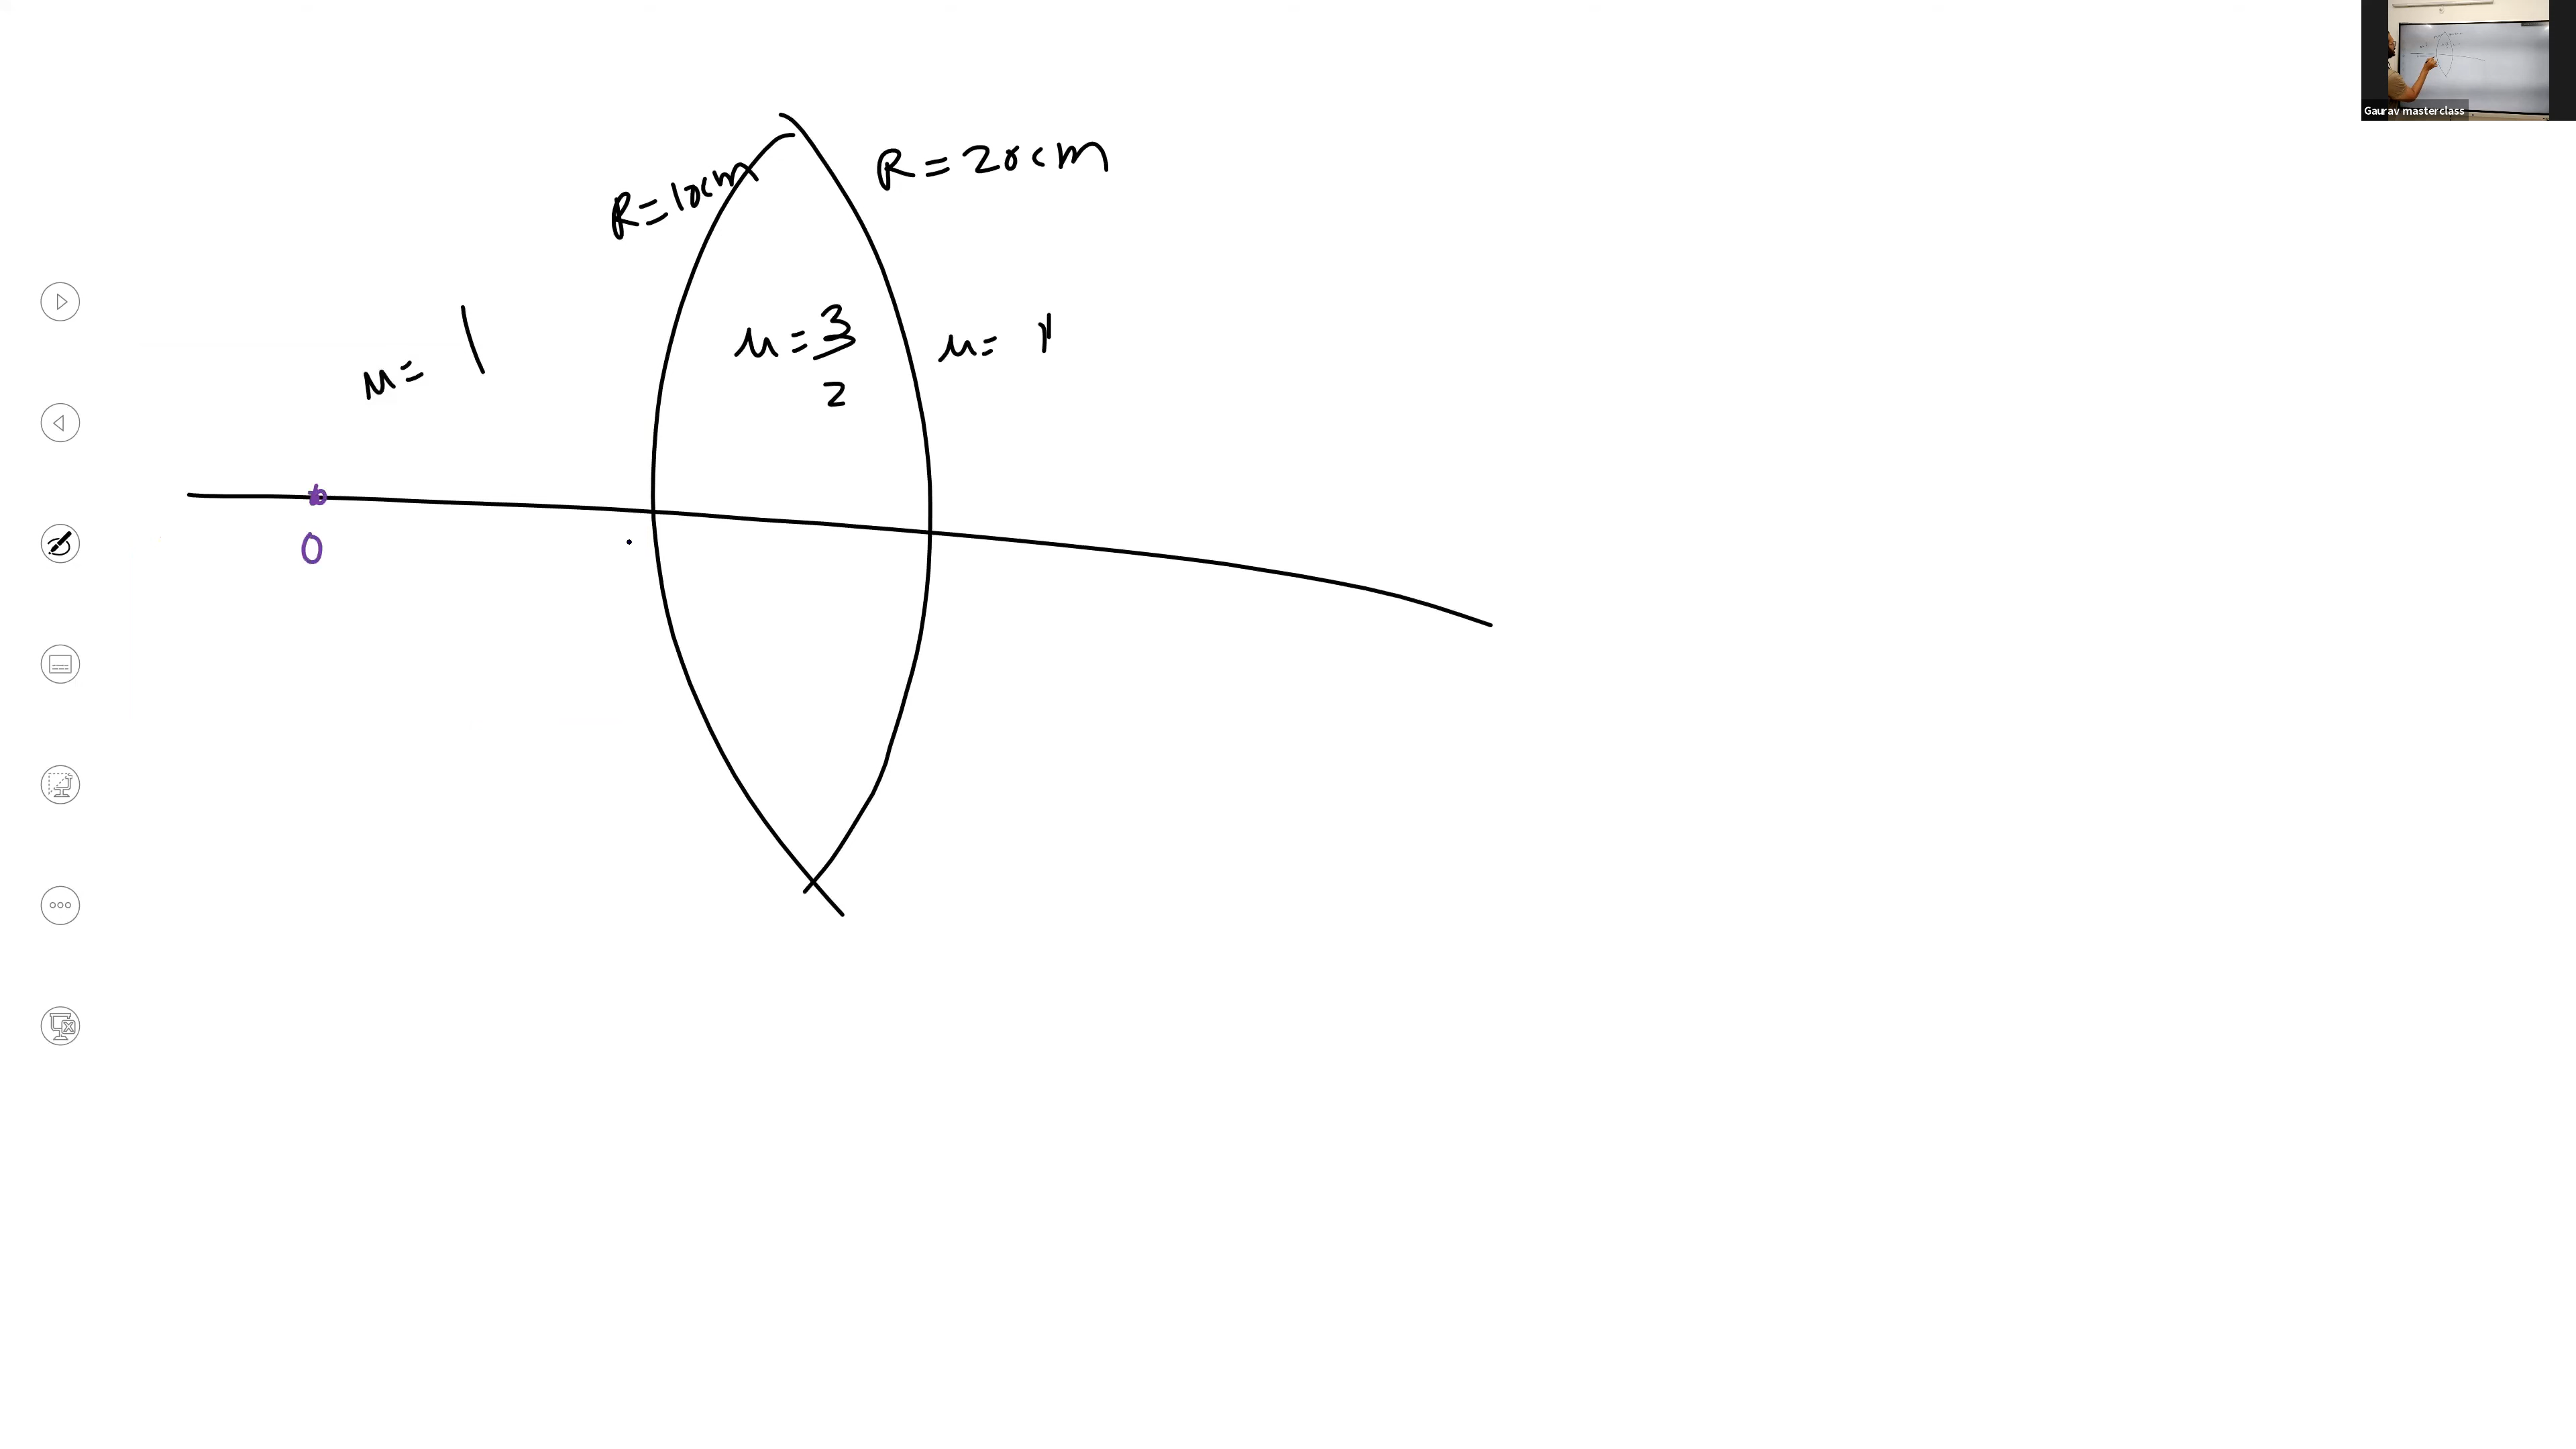 R=10cm
R=20cm
μ= 1
μ=3/2
μ= 1
O
Gaurav masterclass